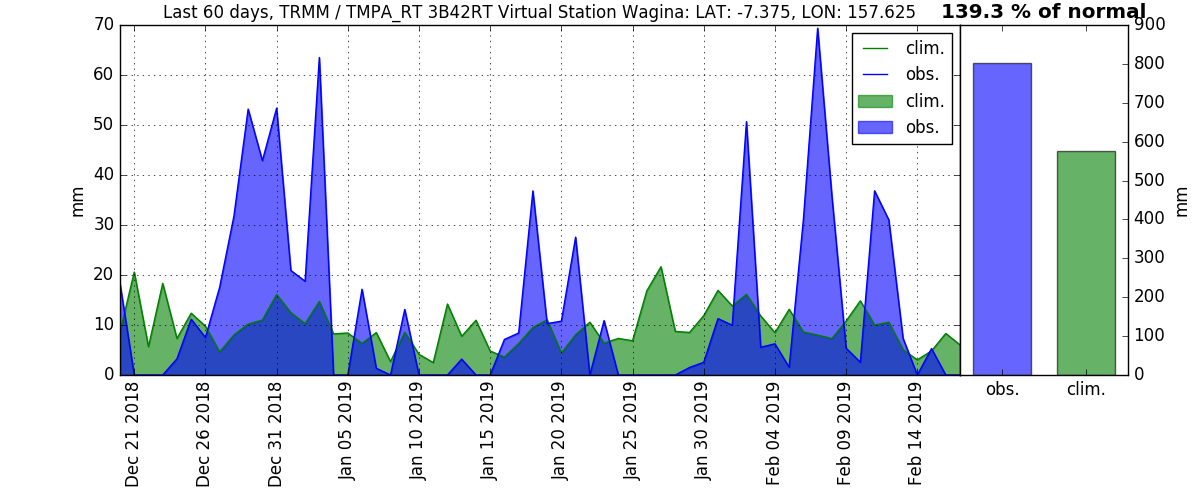 Last 60 days, TRMM / TMPA_RT 3B42RT Virtual Station Wagina: LAT: -7.375, LON: 157.625
139.3 % of normal
70
60
50
40
30
20
10
0
mm
clim.
obs.
clim.
obs.
Dec 21 2018
Dec 26 2018
Dec 31 2018
Jan 05 2019
Jan 10 2019
Jan 15 2019
Jan 20 2019
Jan 25 2019
Jan 30 2019
Feb 04 2019
Feb 09 2019
Feb 14 2019
900
800
700
600
500
400
300
200
100
0
mm
obs.
clim.